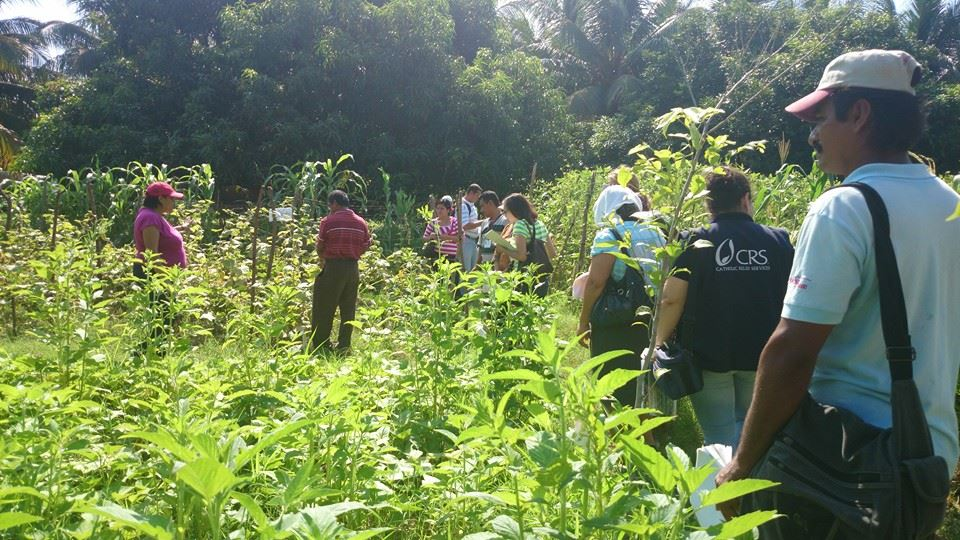 CRS
CATHOLIC RELIEF SERVICES